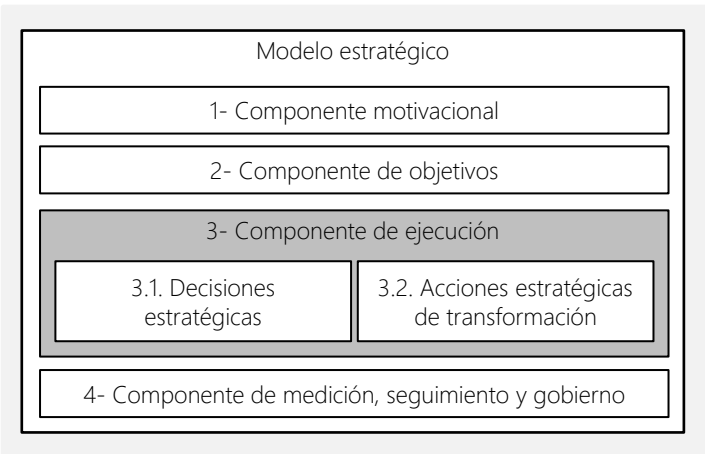 Modelo estratégico
1- Componente motivacional
2- Componente de objetivos
3- Componente de ejecución
3.1. Decisiones
estratégicas
3.2. Acciones estratégicas
de transformación
4- Componente de medición, seguimiento y gobierno